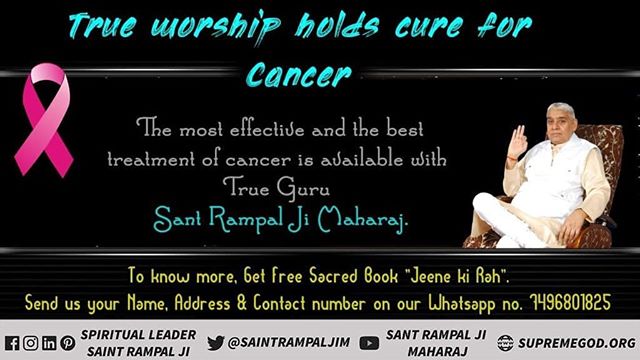 True worship holds cure for
Cancer
The most effective and the best
treatment of cancer is available with
True Guru
Sant Rampal Ji Maharaj.
To know more, Get Free Sacred Book "Jeene ki Rah".
Send us your Name, Address & Contact number on our Whatsapp no. 7496801825
SPIRITUAL LEADER
SAINT RAMPAL JI
@SAINTRAMPALJIM
SANT RAMPAL JI
MAHARAJ
SUPREMEGOD.ORG